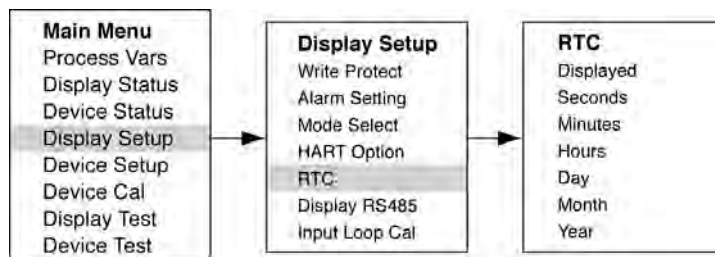 Main Menu
Process Vars
Display Status
Device Status
Display Setup
Device Setup
Device Cal
Display Test
Device Test
Display Setup
Write Protect
Alarm Setting
Mode Select
HART Option
RTC
Display RS485
Input Loop Cal
RTC
Displayed
Seconds
Minutes
Hours
Day
Month
Year